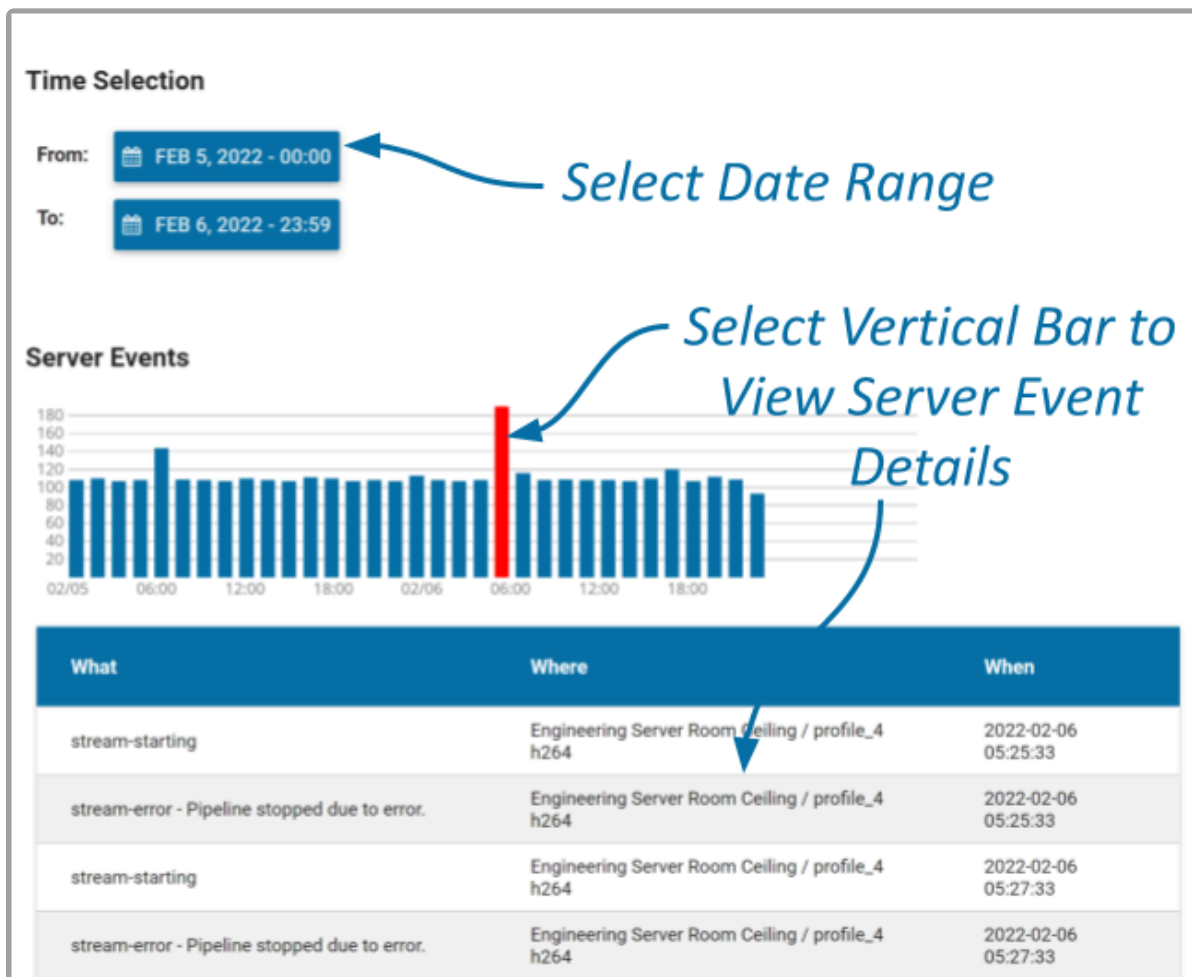 Time Selection
From:
FEB 5, 2022 - 00:00
Select Date Range
To:
FEB 6, 2022 - 23:59
Select Vertical Bar to
View Server Event
Details
Server Events
180
160
140
120
100
80
60
40
20
02/05 06:00 12:00 18:00 02/06 06:00 12:00 18:00
What Where When
stream-starting
Engineering Server Room Ceiling / profile_4
h264
2022-02-06
05:25:33
stream-error - Pipeline stopped due to error.
Engineering Server Room Ceiling / profile_4
h264
2022-02-06
05:25:33
stream-starting
Engineering Server Room Ceiling / profile_4
h264
2022-02-06
05:27:33
stream-error - Pipeline stopped due to error.
Engineering Server Room Ceiling / profile_4
h264
2022-02-06
05:27:33